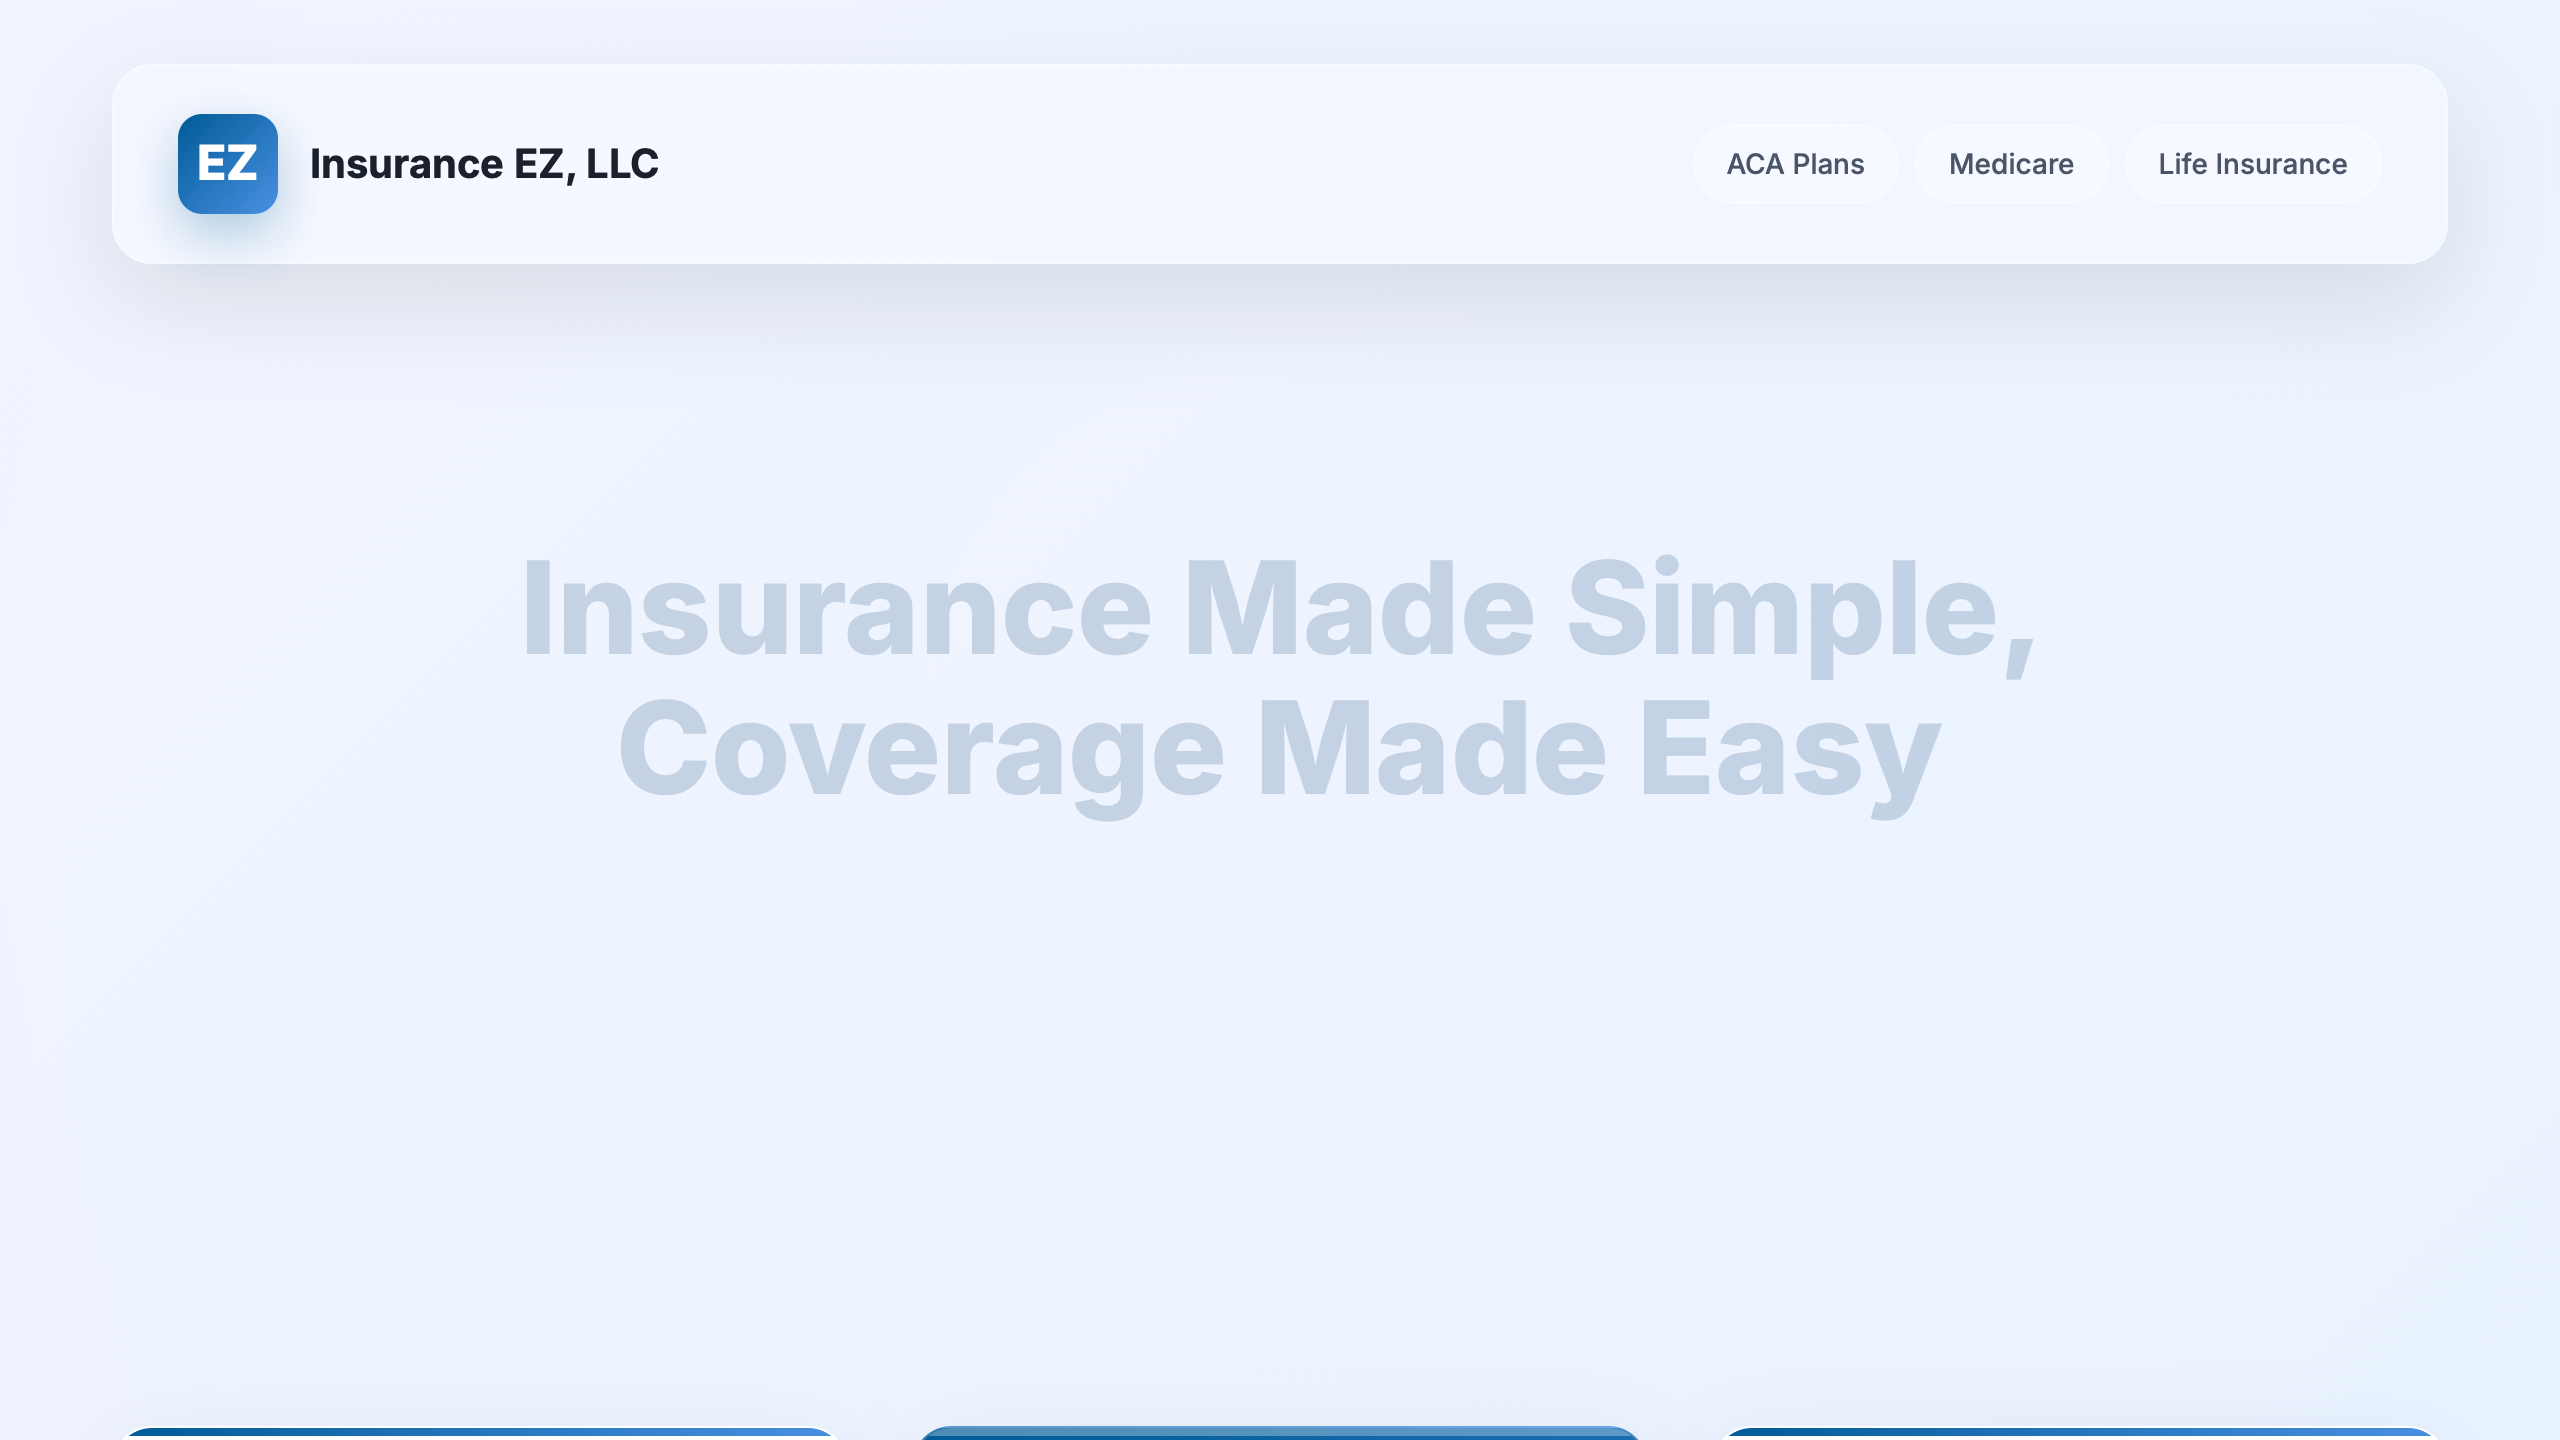 EZ
Insurance EZ, LLC
ACA Plans
Medicare
Life Insurance
Insurance Made Simple,
Coverage Made Easy